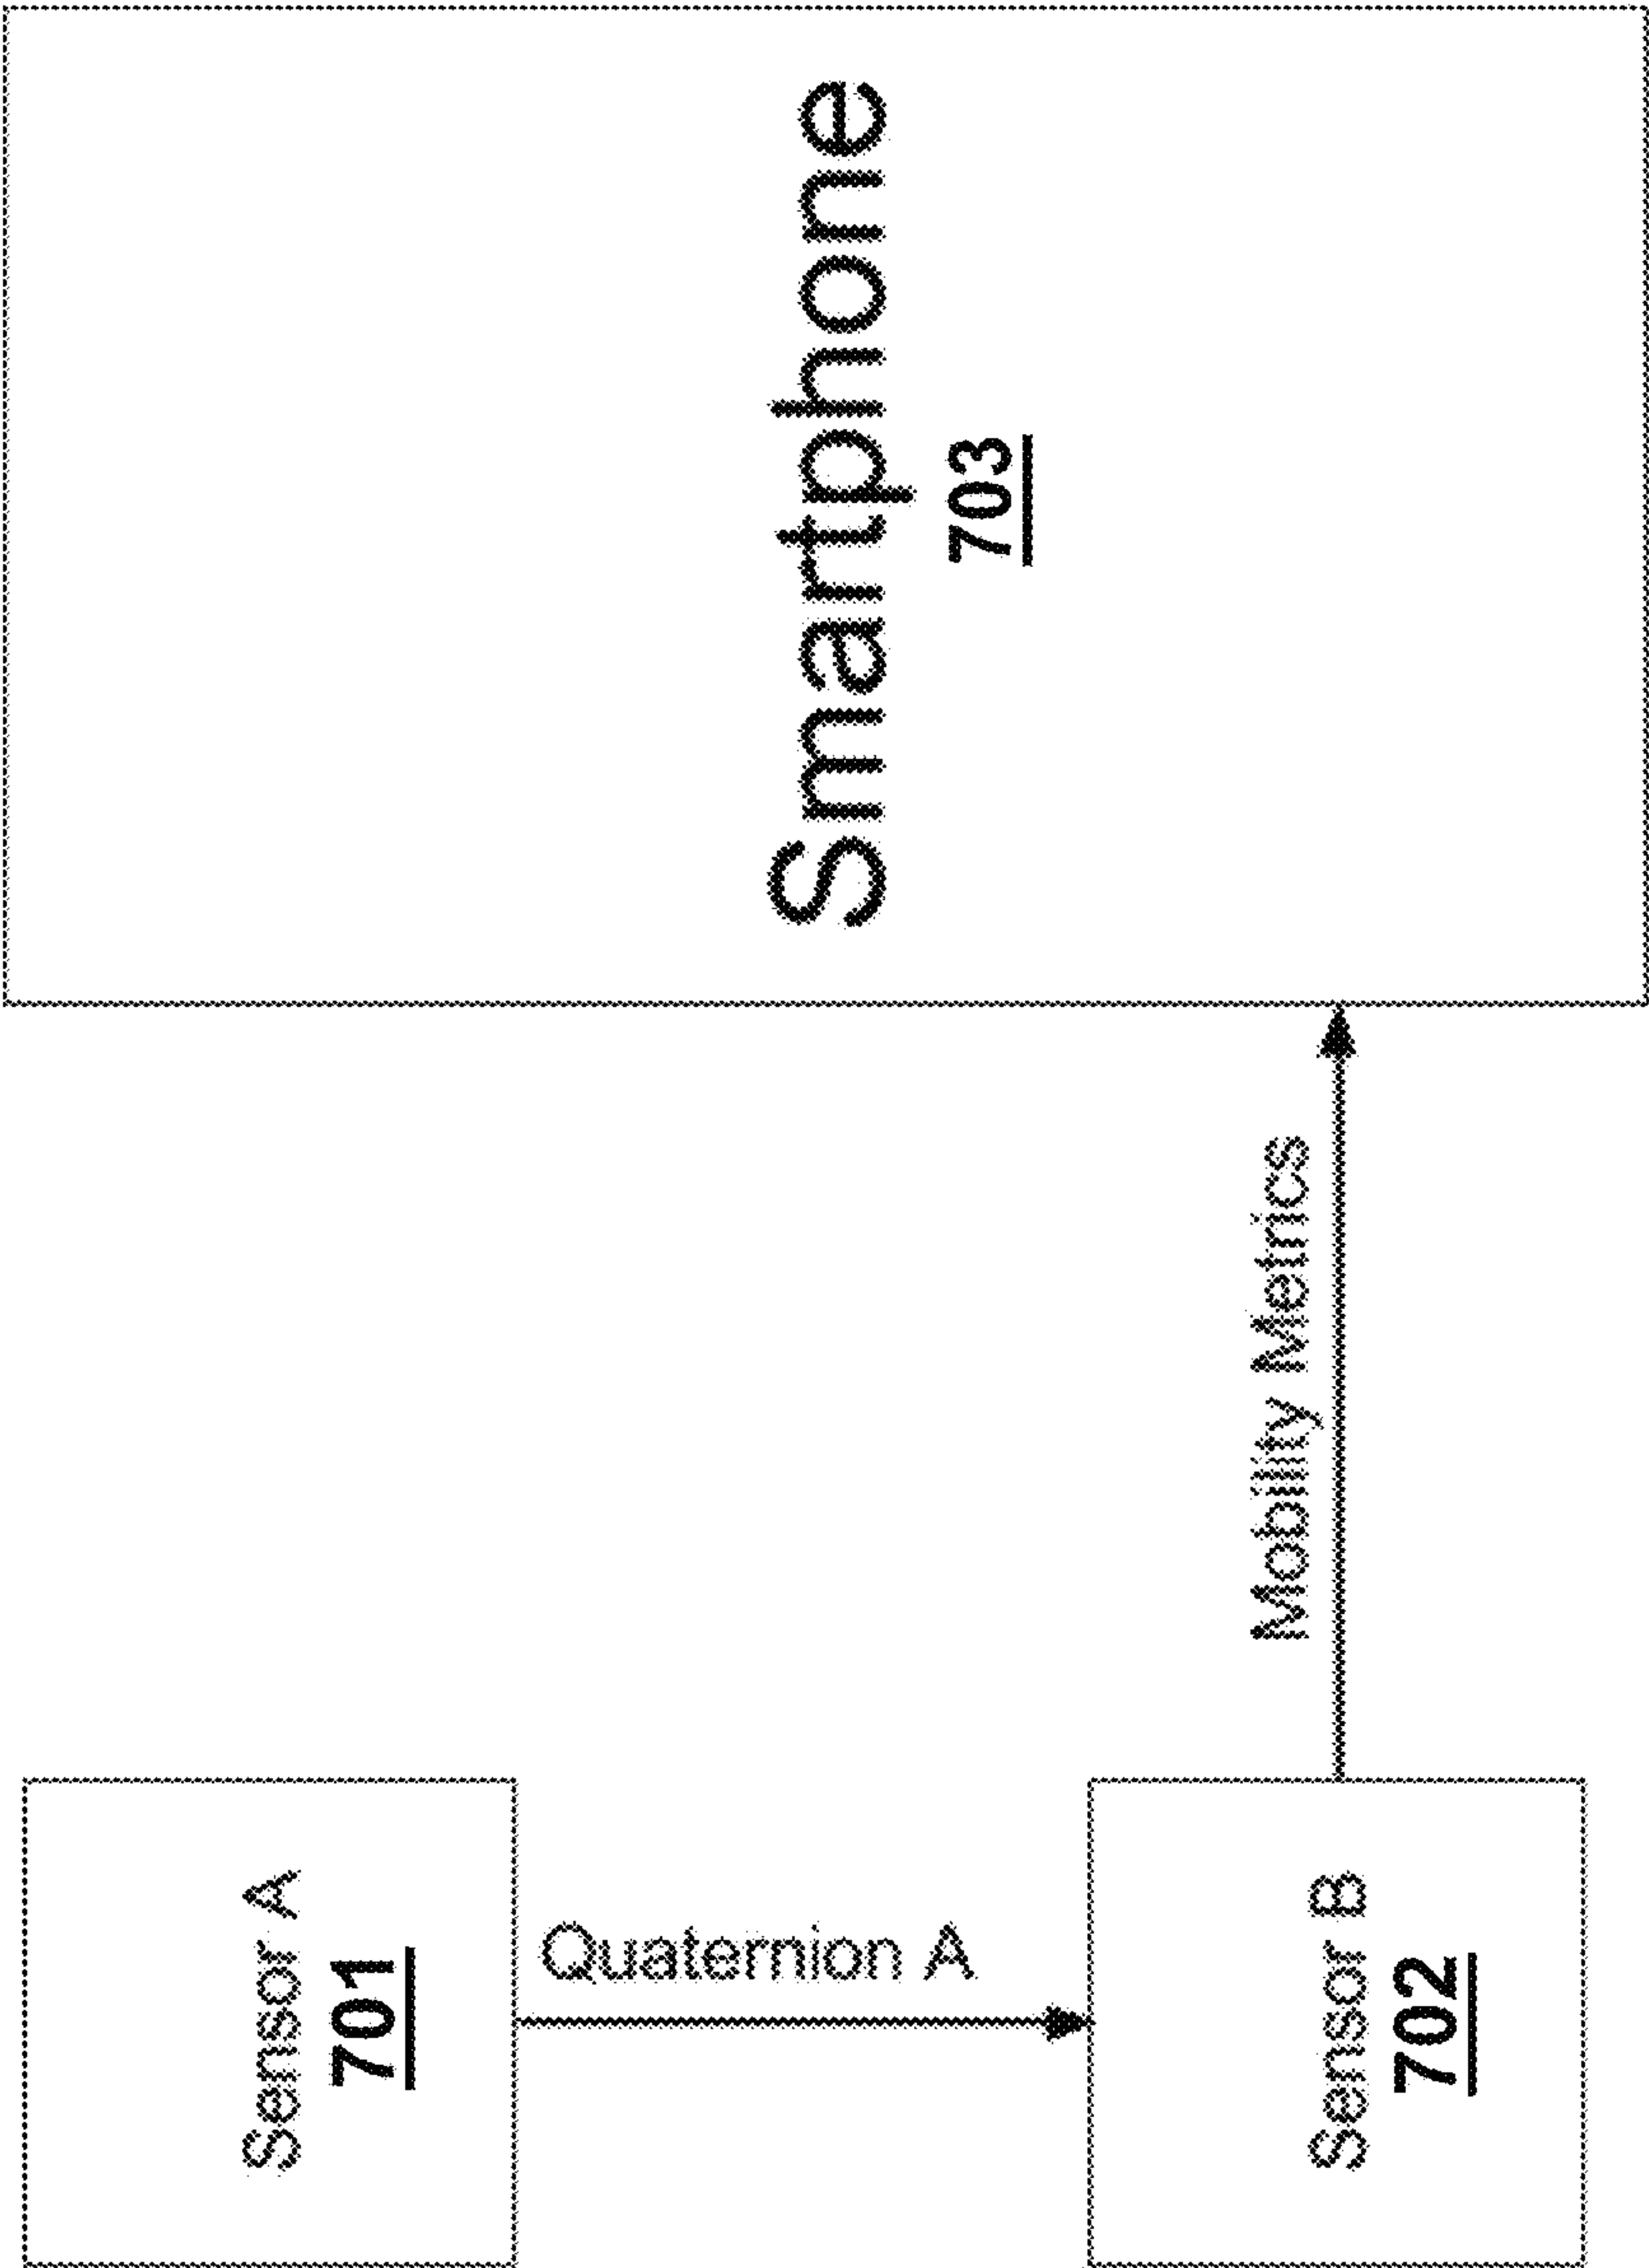 Sensor A
701
Quaternion A
Sensor B
702
Mobility Metrics
Smartphone
703